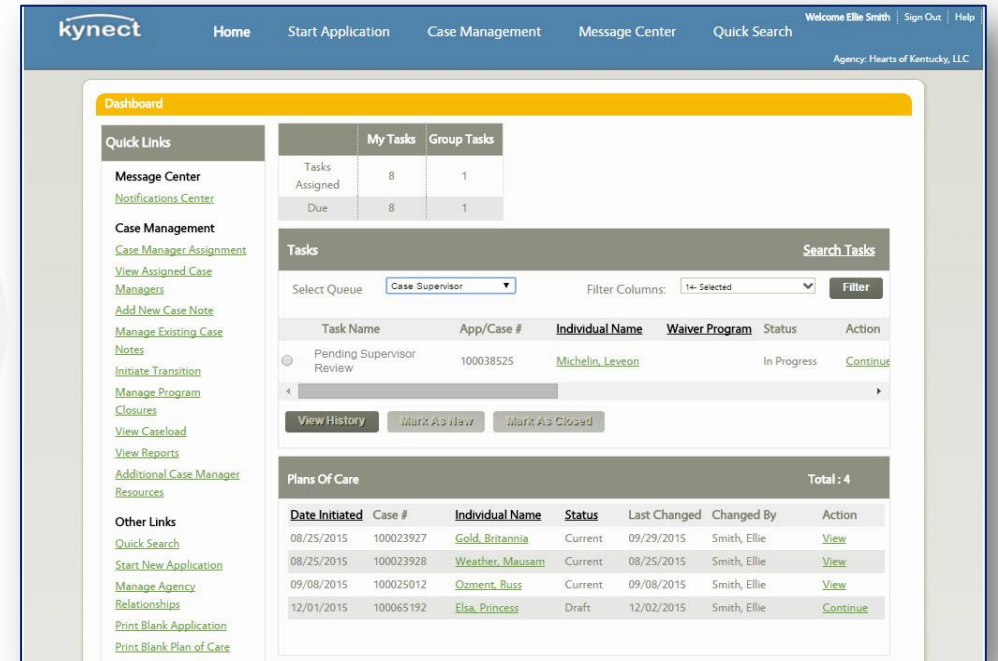 Welcome Ellie Smith Sign Out Help
kynect Home Start Application Case Management Message Center Quick Search
Agency: Hearts of Kentucky, LLC
Dashboard
Quick Links
Message Center
Notifications Center
Case Management
Case Manager Assignment
View Assigned Case
Managers
Add New Case Note
Manage Existing Case
Notes
Initiate Transition
Manage Program
Closures
View Caseload
View Reports
Additional Case Manager
Resources
Other Links
Quick Search
Start New Application
Manage Agency
Relationships
Print Blank Application
Print Blank Plan of Care
My Tasks Group Tasks
Tasks
Assigned 8 1
Due 8 1
Tasks Search Tasks
Select Queue Case Supervisor Filter Columns: 14- Selected Filter
Task Name App/Case # Individual Name Waiver Program Status Action
Pending Supervisor
Review 100038525 Michelin, Leveon In Progress Continue
View History Mark As New Mark As Closed
Plans Of Care Total : 4
Date Initiated Case # Individual Name Status Last Changed Changed By Action
08/25/2015 100023927 Gold, Britannia Current 09/29/2015 Smith, Ellie View
08/25/2015 100023928 Weather, Mausam Current 08/25/2015 Smith, Ellie View
09/08/2015 100025012 Ozment, Russ Current 09/08/2015 Smith, Ellie View
12/01/2015 100065192 Elsa, Princess Draft 12/02/2015 Smith, Ellie Continue